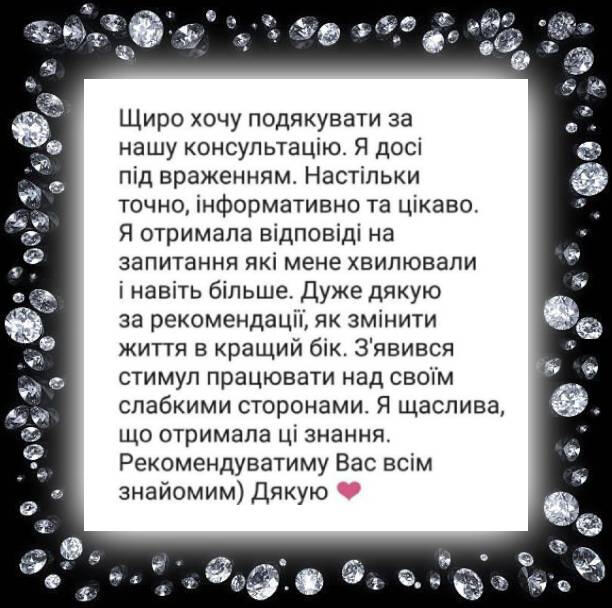 Щиро хочу подякувати за
нашу консультацію. Я досі
під враженням. Настільки
точно, інформативно та цікаво.
Я отримала відповіді на
запитання які мене хвилювали
і навіть більше. Дуже дякую
за рекомендації, як змінити
життя в кращий бік. З'явився
стимул працювати над своїм
слабкими сторонами. Я щаслива,
що отримала ці знання.
Рекомендуватиму Вас всім
знайомим) Дякую ❤